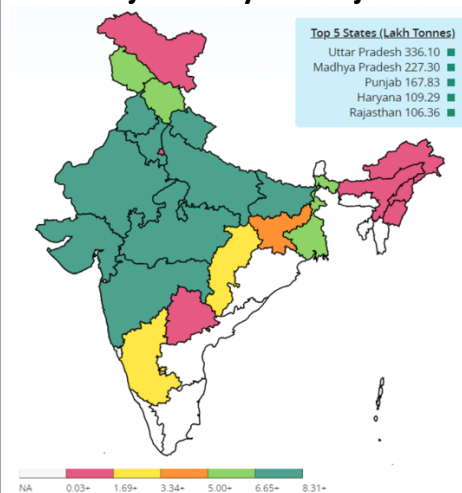 Top 5 States (Lakh Tonnes)
Uttar Pradesh 336.10
Madhya Pradesh 227.30
Punjab 167.83
Haryana 109.29
Rajasthan 106.36
NA 0.03+ 1.69+ 3.34+ 5.00+ 6.65+ 8.31+